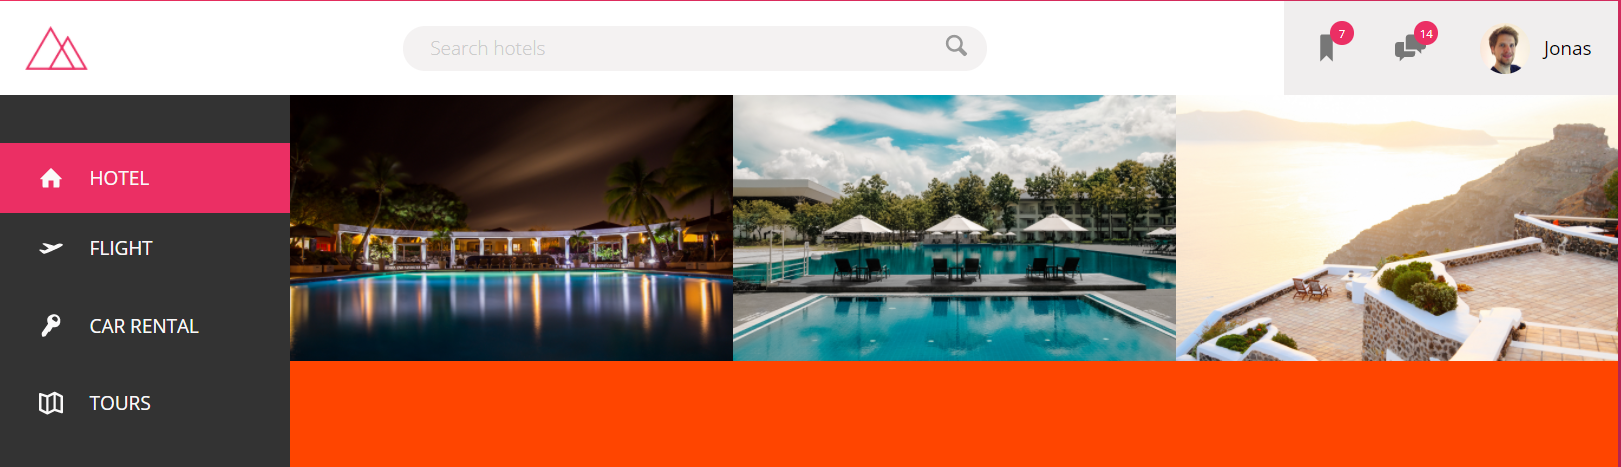 Search hotels
7
14
Jonas
HOTEL
FLIGHT
CAR RENTAL
TOURS